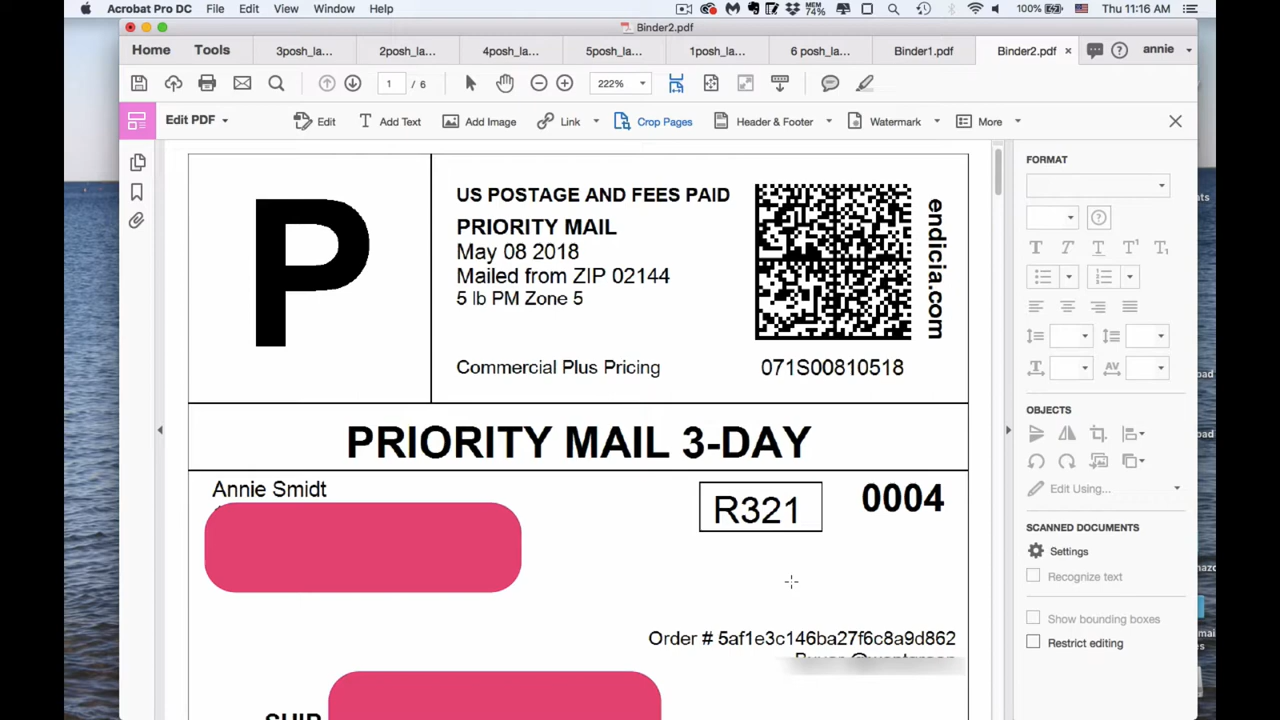 Acrobat Pro DC File Edit View Window Help MEM 74% 100% Thu 11:16 AM
Binder2.pdf
Home Tools 3posh_la... 2posh_la... 4posh_la... 5posh_la... 1posh_la... 6 posh_la... Binder1.pdf Binder2.pdf × annie
1 / 6 222%
Edit PDF Edit Add Text Add Image Link Crop Pages Header & Footer Watermark More
FORMAT
OBJECTS
Edit Using...
SCANNED DOCUMENTS
Settings
Recognize text
Show bounding boxes
Restrict editing
P
US POSTAGE AND FEES PAID
PRIORITY MAIL
May 08 2018
Mailed from ZIP 02144
5 lb PM Zone 5
Commercial Plus Pricing
071S00810518
endicia.com
PRIORITY MAIL 3-DAY
Annie Smidt
R321
0004
Order # 5af1e3c146ba27f6c8a9d862
SHIP